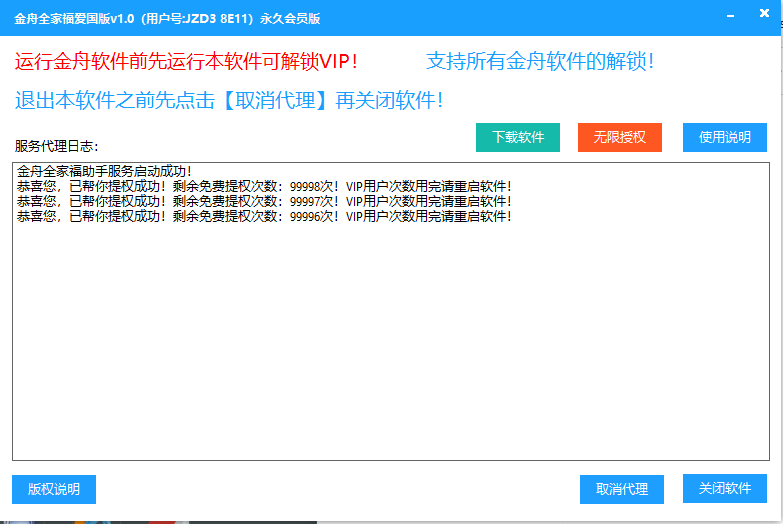 金舟全家福爱国版v1.0（用户号:JZD3 8E11）永久会员版
运行金舟软件前先运行本软件可解锁VIP！
支持所有金舟软件的解锁！
退出本软件之前先点击【取消代理】再关闭软件！
下载软件
无限授权
使用说明
服务代理日志：
金舟全家福助手服务启动成功！
恭喜您，已帮你提权成功！剩余免费提权次数：99998次！VIP用户次数用完请重启软件！
恭喜您，已帮你提权成功！剩余免费提权次数：99997次！VIP用户次数用完请重启软件！
恭喜您，已帮你提权成功！剩余免费提权次数：99996次！VIP用户次数用完请重启软件！
版权说明
取消代理
关闭软件